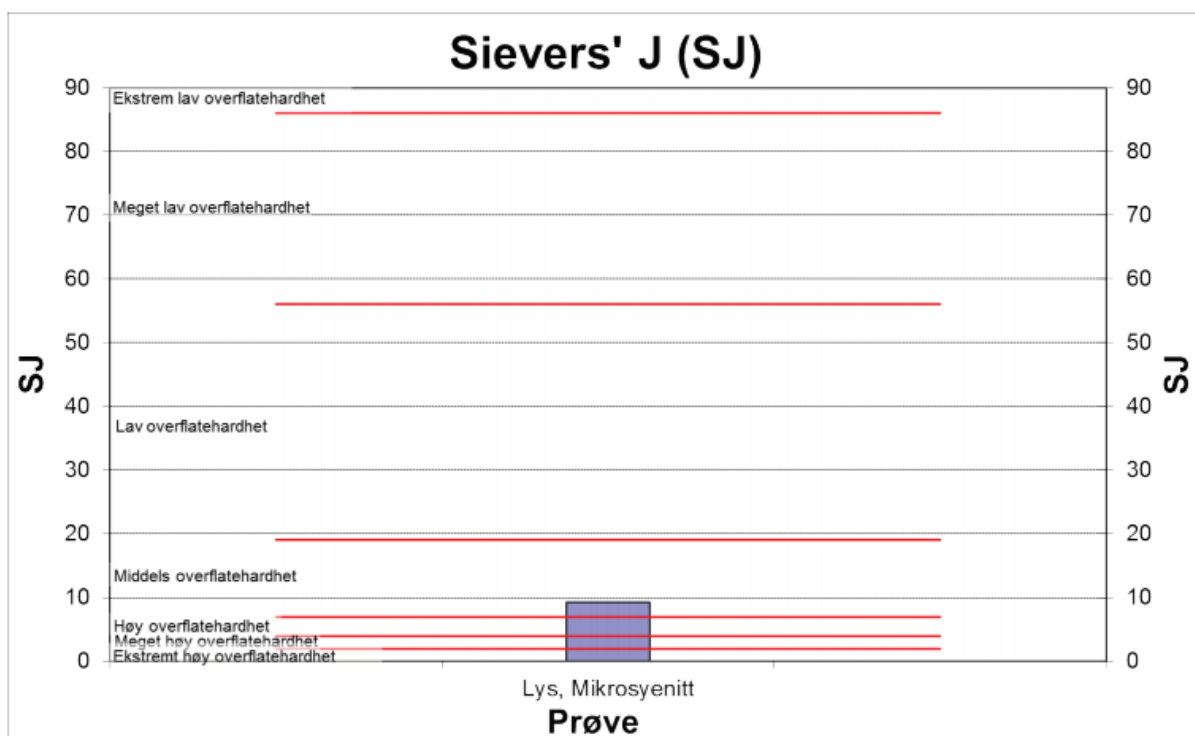 Sievers' J (SJ)
90
80
70
60
50
40
30
20
10
0
SJ
Ekstrem lav overflatehardhet
Meget lav overflatehardhet
Lav overflatehardhet
Middels overflatehardhet
Høy overflatehardhet
Meget høy overflatehardhet
Ekstremt høy overflatehardhet
90
80
70
60
50
40
30
20
10
0
SJ
Lys, Mikrosyenitt
Prøve